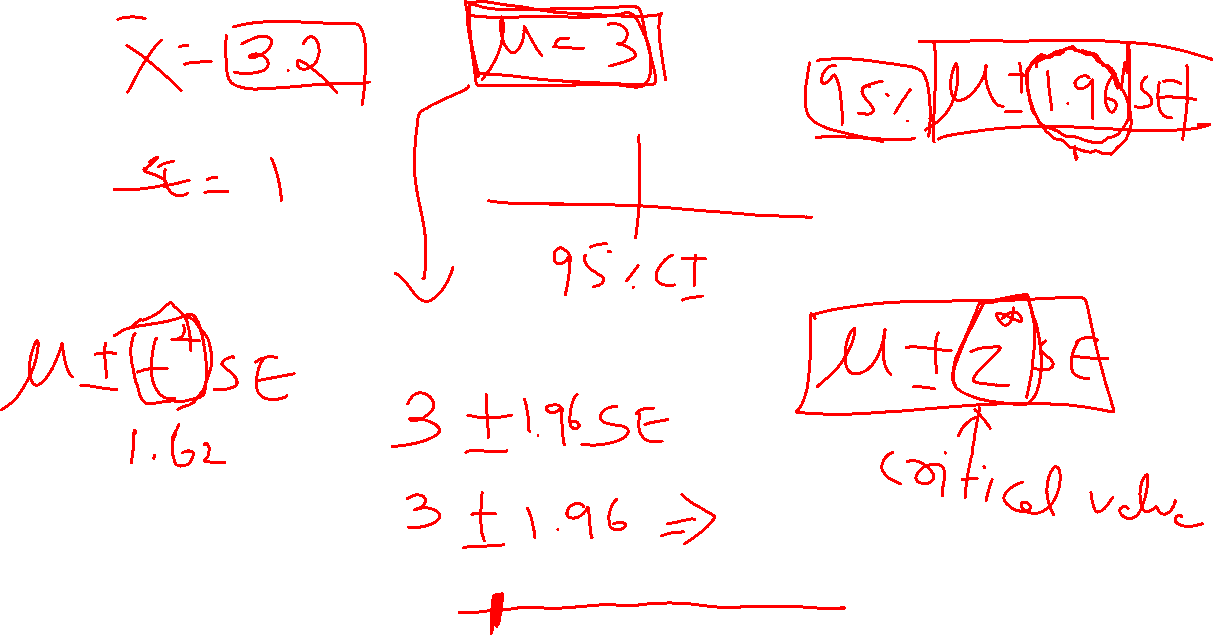 x̄ = 3.2
μ = 3
95% μ ± 1.96 SE
SE = 1
95% CI
μ ± t* SE
1.62
μ ± z* SE
critical value
3 ± 1.96 SE
3 ± 1.96 ⇒